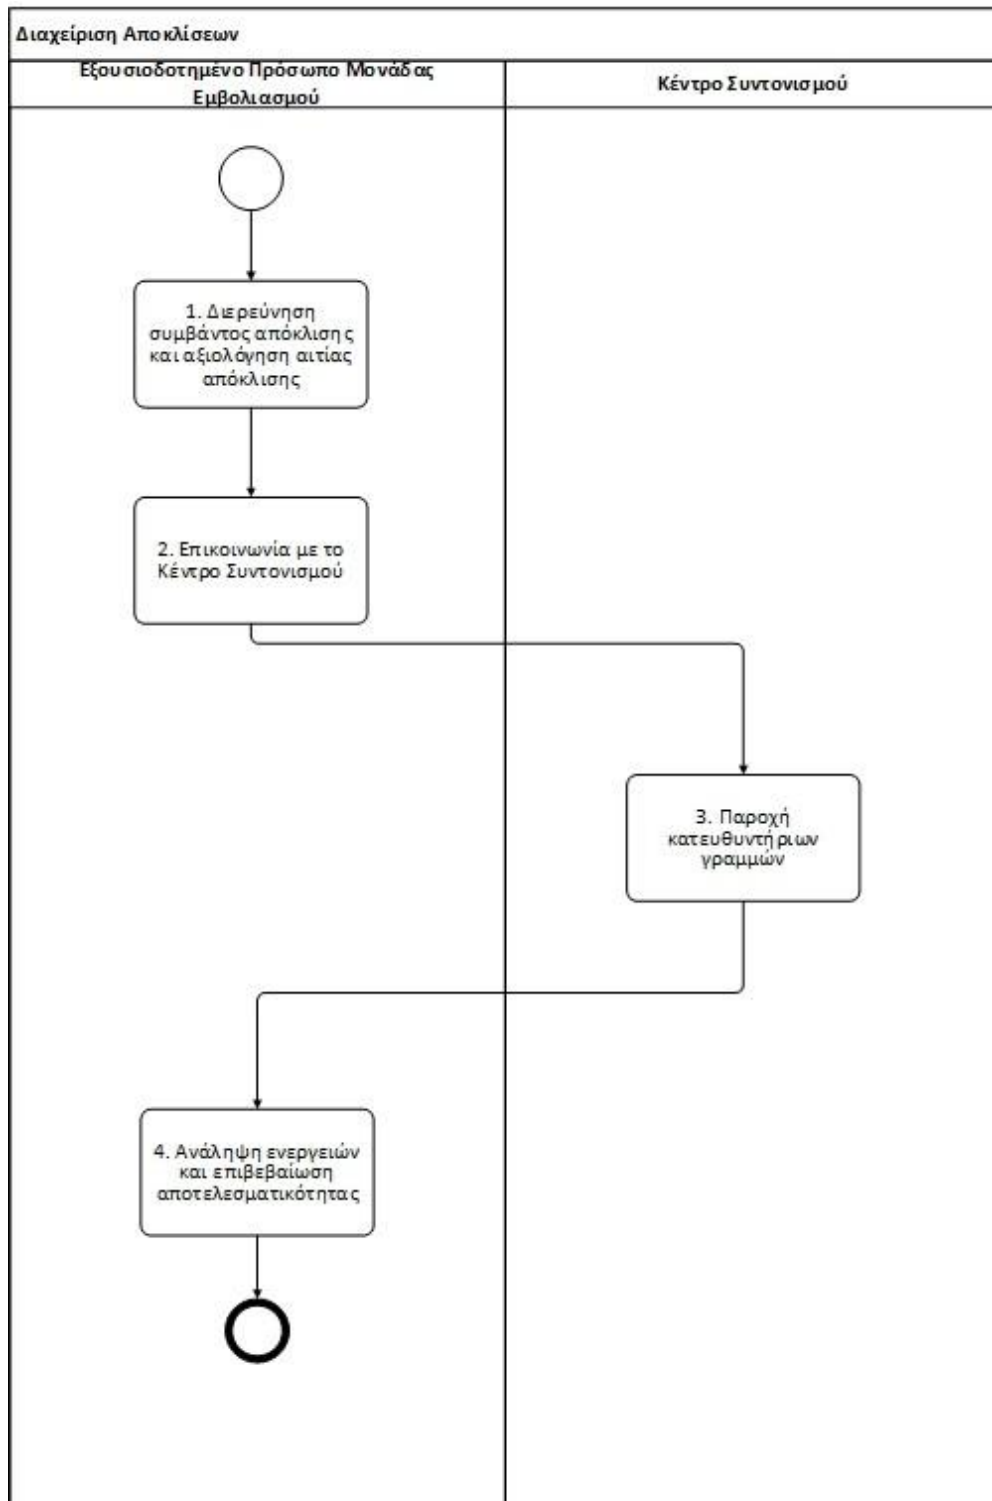 Διαχείριση Αποκλίσεων
Εξουσιοδοτημένο Πρόσωπο Μονάδας
Εμβολιασμού
Κέντρο Συντονισμού
1. Διερεύνηση
συμβάντος απόκλισης
και αξιολόγηση αιτίας
απόκλισης
2. Επικοινωνία με το
Κέντρο Συντονισμού
3. Παροχή
κατευθυντήριων
γραμμών
4. Ανάληψη ενεργειών
και επιβεβαίωση
αποτελεσματικότητας